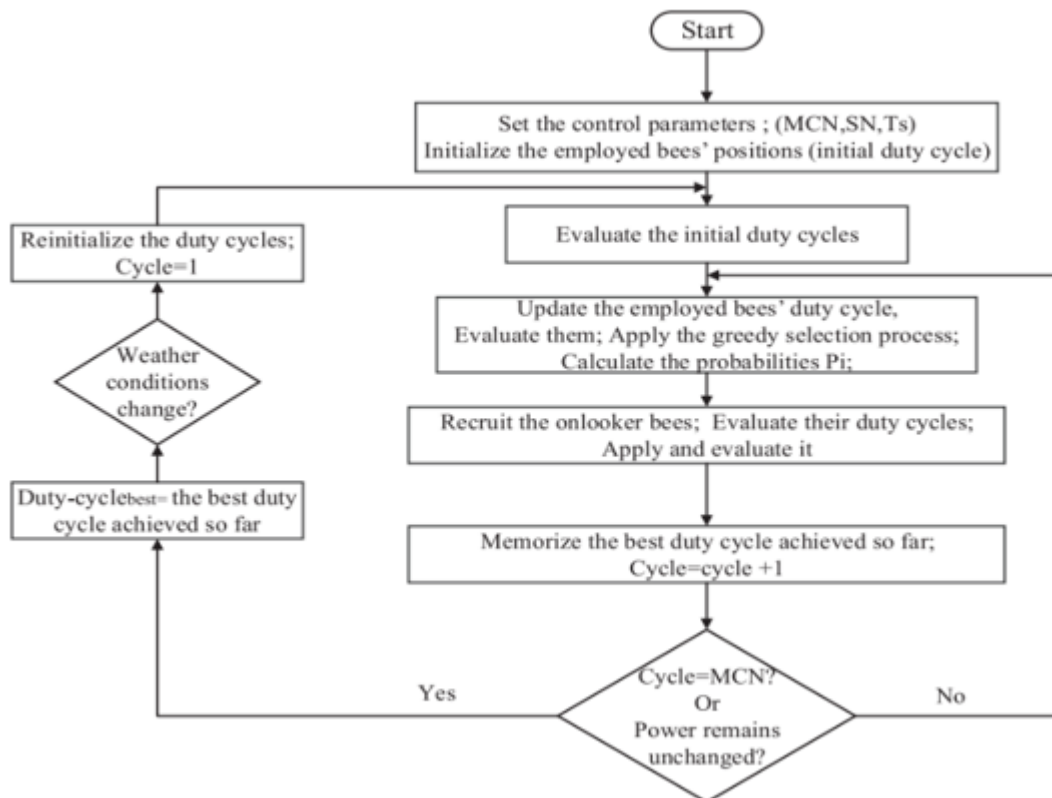 Start
Set the control parameters ; (MCN,SN,Ts)
Initialize the employed bees' positions (initial duty cycle)
Evaluate the initial duty cycles
Update the employed bees' duty cycle,
Evaluate them; Apply the greedy selection process;
Calculate the probabilities Pi;
Recruit the onlooker bees; Evaluate their duty cycles;
Apply and evaluate it
Memorize the best duty cycle achieved so far;
Cycle=cycle +1
Cycle=MCN?
Or
Power remains
unchanged?
No
Yes
Duty-cyclebest= the best duty
cycle achieved so far
Weather
conditions
change?
Reinitialize the duty cycles;
Cycle=1